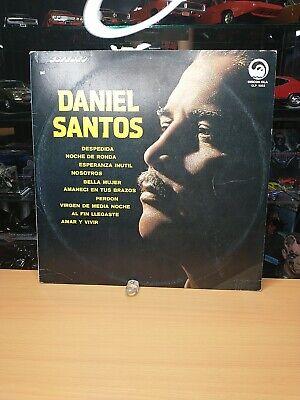 DANIEL
SANTOS
DESPEDIDA
NOCHE DE RONDA
ESPERANZA INUTIL
NOSOTROS
BELLA MUJER
AMANECI EN TUS BRAZOS
PERDON
VIRGEN DE MEDIA NOCHE
AL FIN LLEGASTE
AMAR Y VIVIR